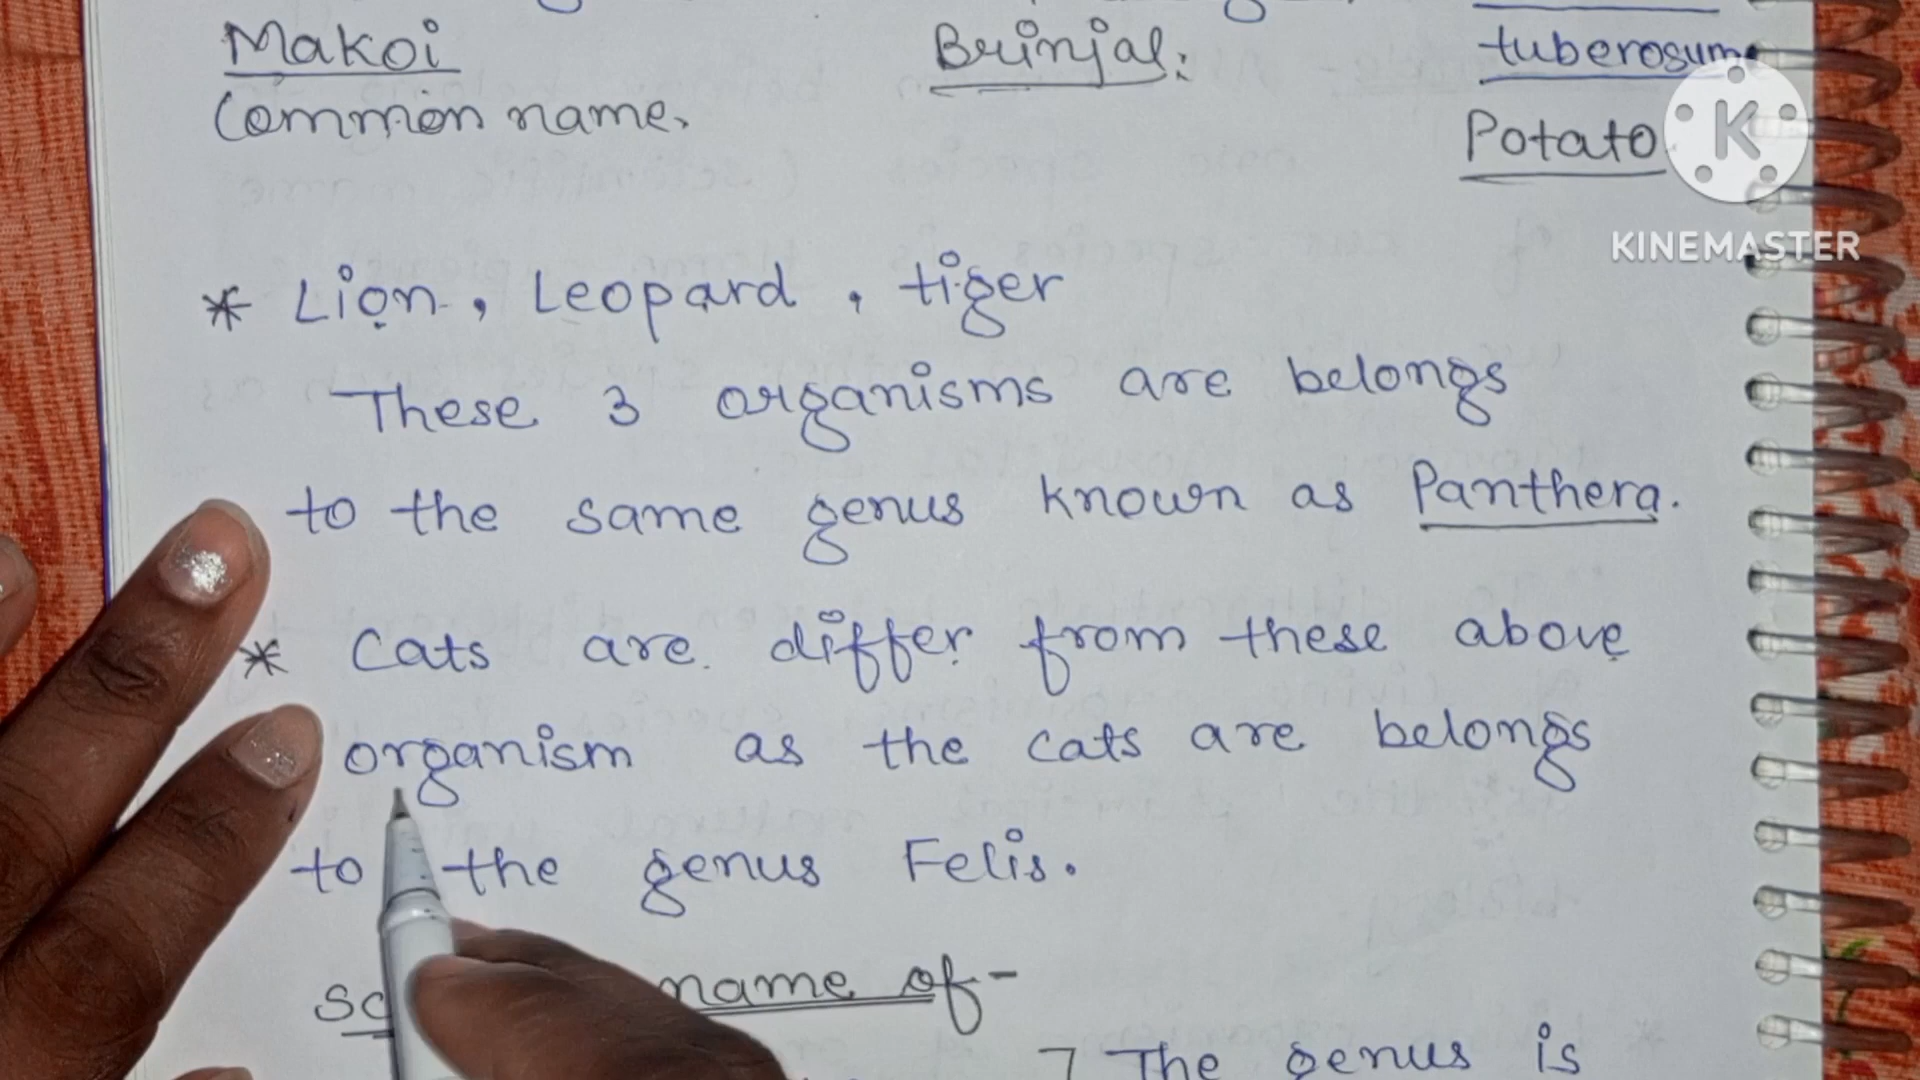 Makoi Brinjal: tuberosum
Common name. Potato
KINEMASTER
* Lion, Leopard, tiger
These 3 organisms are belongs
to the same genus known as Panthera.
* Cats are differ from these above
organism as the cats are belongs
to the genus Felis.
name of-
The genus is